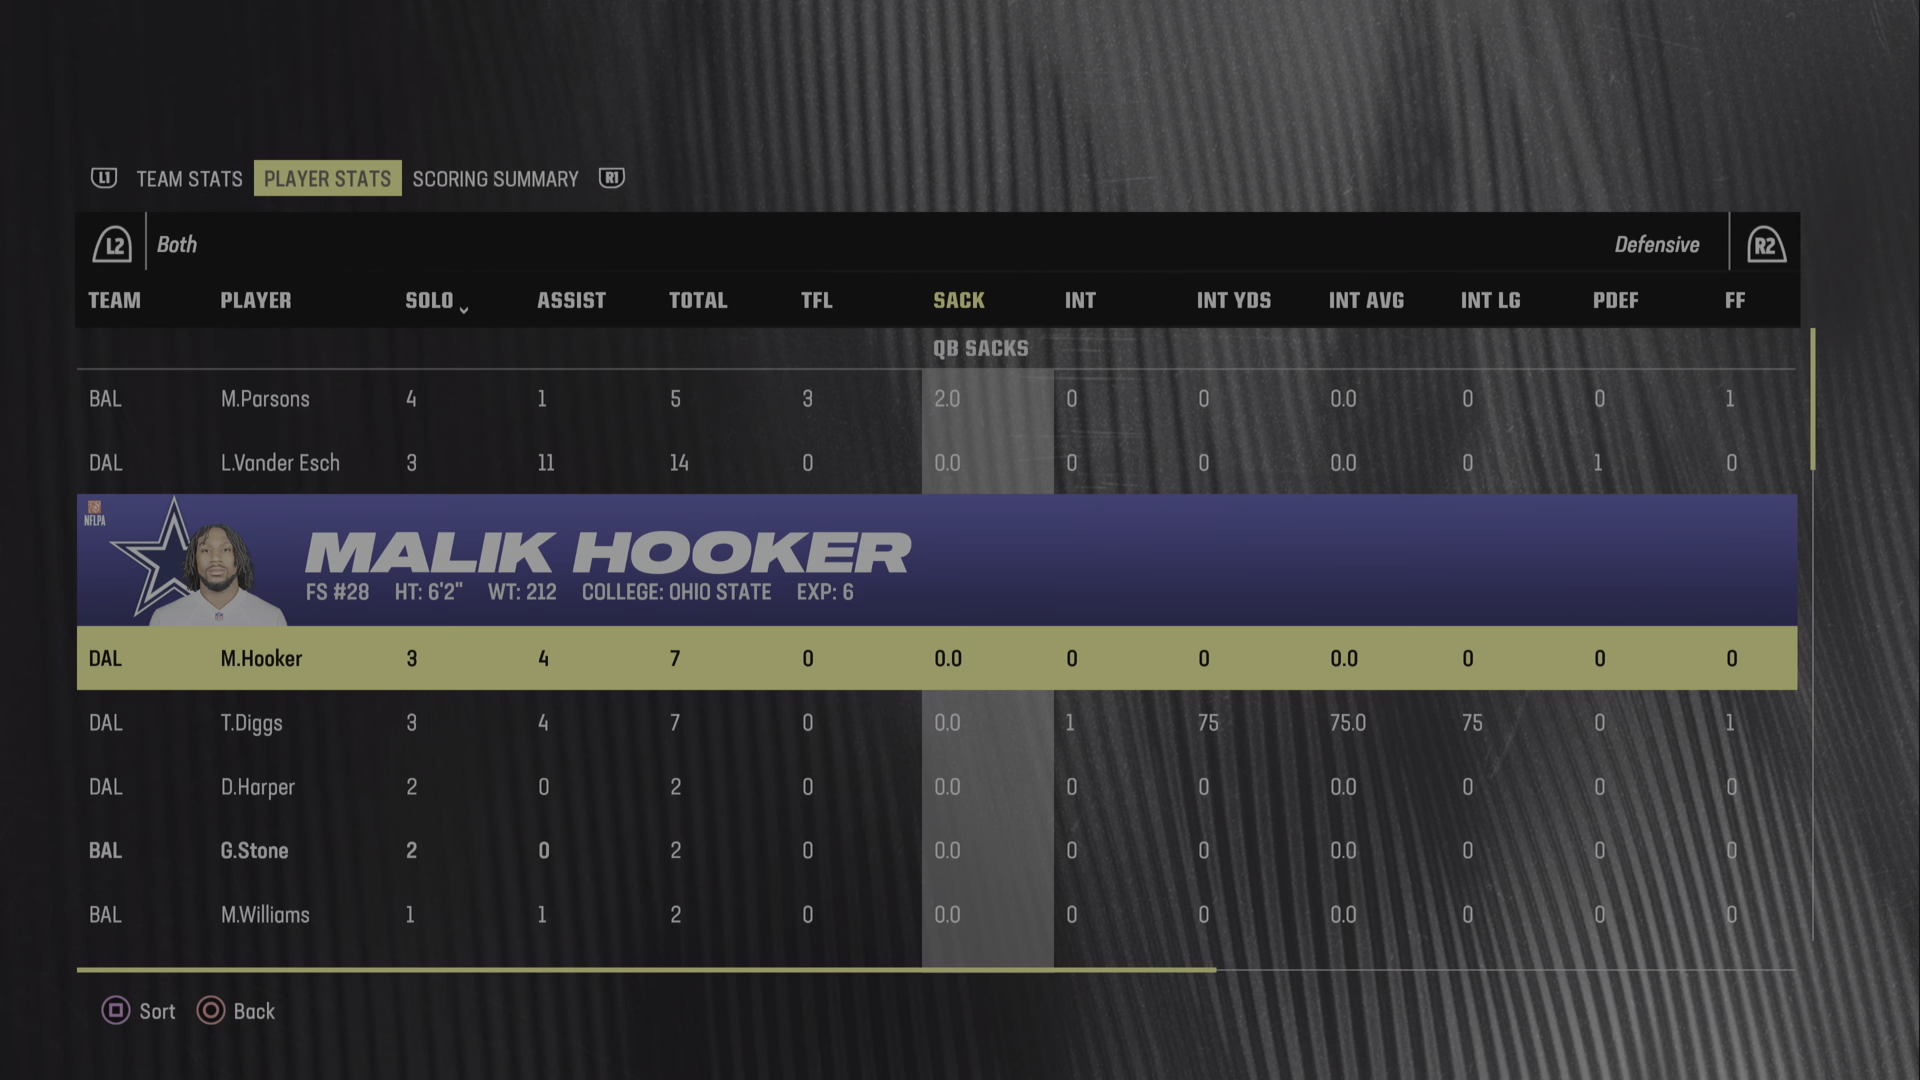 L1 TEAM STATS PLAYER STATS SCORING SUMMARY R1
L2 Both Defensive R2
TEAM PLAYER SOLO ASSIST TOTAL TFL SACK INT INT YDS INT AVG INT LG PDEF FF
QB SACKS
BAL M.Parsons 4 1 5 3 2.0 0 0 0.0 0 0 1
DAL L.Vander Esch 3 11 14 0 0.0 0 0 0.0 0 1 0
NFLPA
MALIK HOOKER
FS #28 HT: 6'2" WT: 212 COLLEGE: OHIO STATE EXP: 6
DAL M.Hooker 3 4 7 0 0.0 0 0 0.0 0 0 0
DAL T.Diggs 3 4 7 0 0.0 1 75 75.0 75 0 1
DAL D.Harper 2 0 2 0 0.0 0 0 0.0 0 0 0
BAL G.Stone 2 0 2 0 0.0 0 0 0.0 0 0 0
BAL M.Williams 1 1 2 0 0.0 0 0 0.0 0 0 0
Sort Back